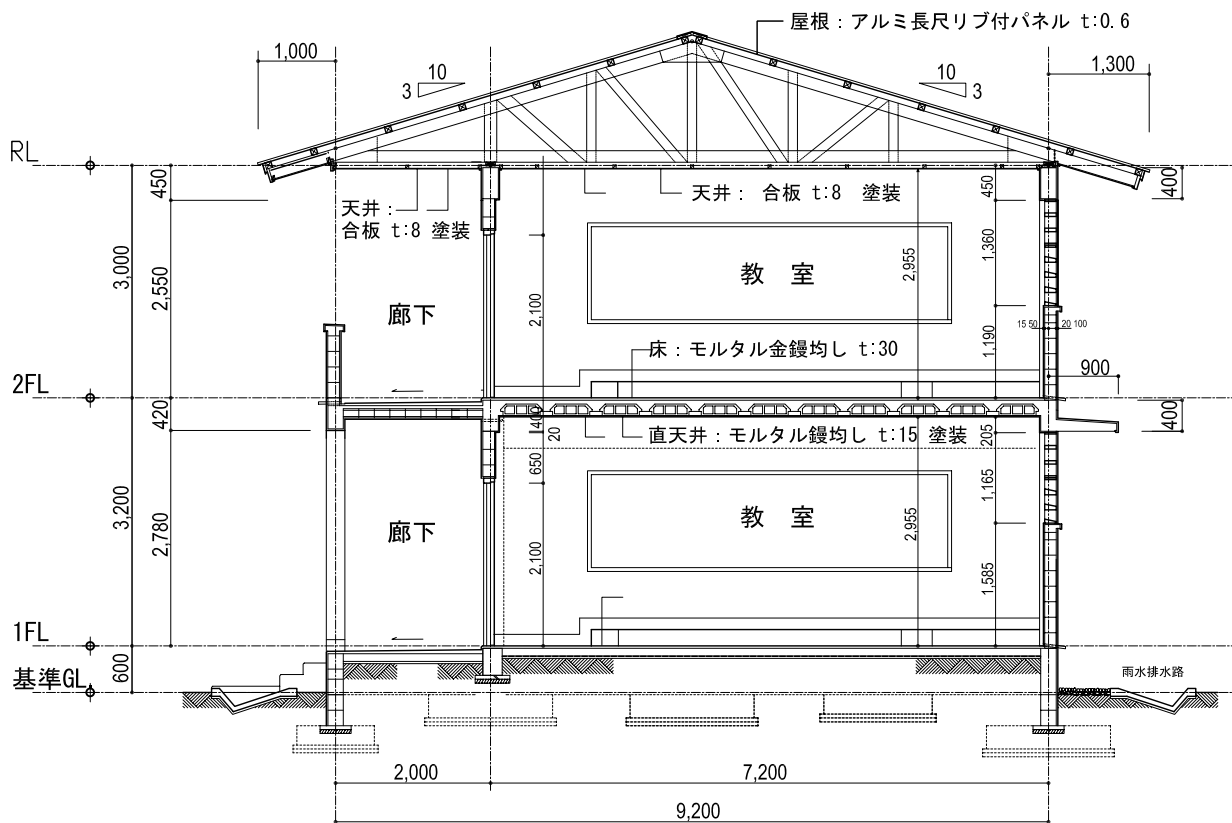 屋根：アルミ長尺リブ付パネル t:0.6
1,000
10
3
10
3
1,300
RL
450
450
400
天井：
合板 t:8 塗装
天井： 合板 t:8 塗装
3,000
2,550
2,100
教 室
2,955
1,360
廊下
15 50
20 100
1,190
床：モルタル金鏝均し t:30
900
2FL
420
400
20
直天井：モルタル鏝均し t:15 塗装
205
400
650
3,200
2,780
廊下
教 室
2,100
2,955
1,165
1,585
1FL
600
基準GL
雨水排水路
2,000
7,200
9,200